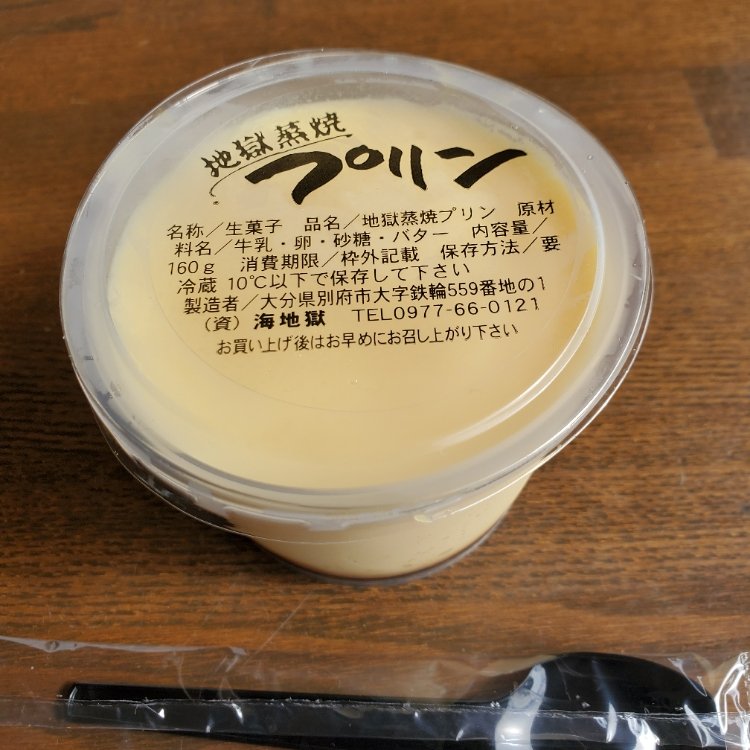 地獄蒸焼
プリン
名称／生菓子 品名／地獄蒸焼プリン 原材
料名／牛乳・卵・砂糖・バター 内容量／
160g 消費期限／枠外記載 保存方法／要
冷蔵 10℃以下で保存して下さい
製造者／大分県別府市大字鉄輪559番地の1
（資）海地獄 TEL0977-66-0121
お買い上げ後はお早めにお召し上がり下さい